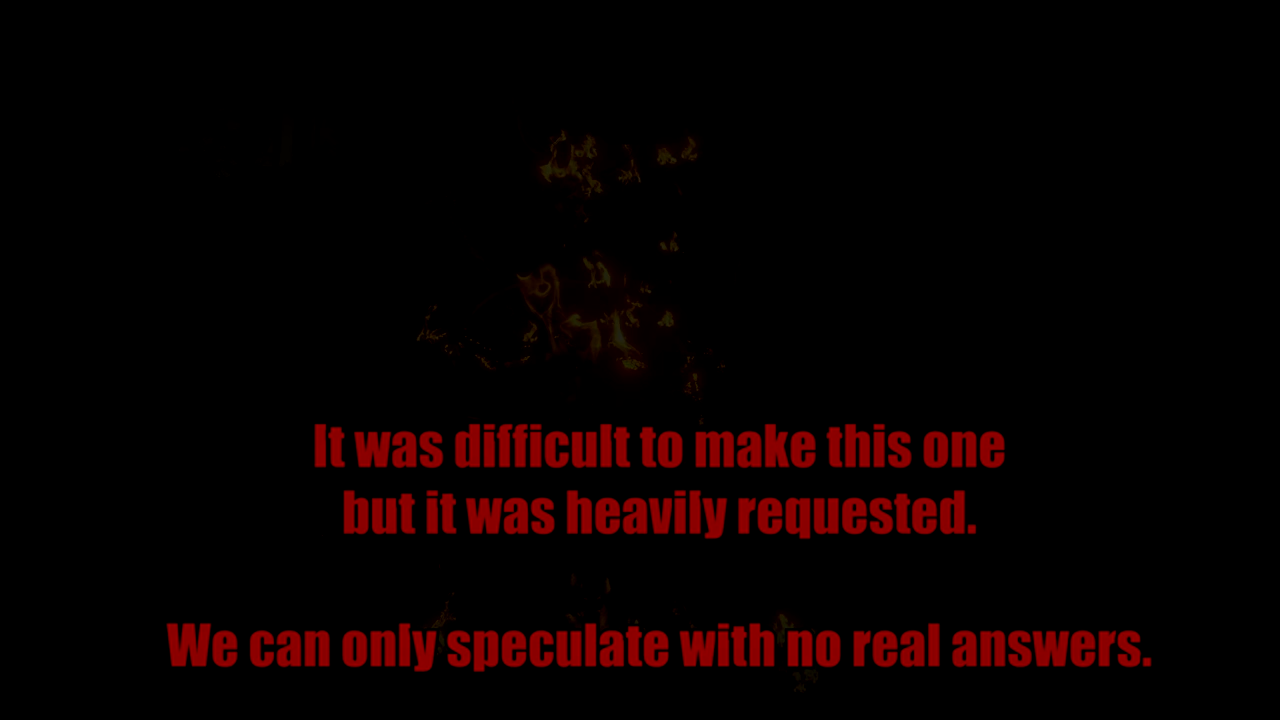 It was difficult to make this one
but it was heavily requested.
We can only speculate with no real answers.